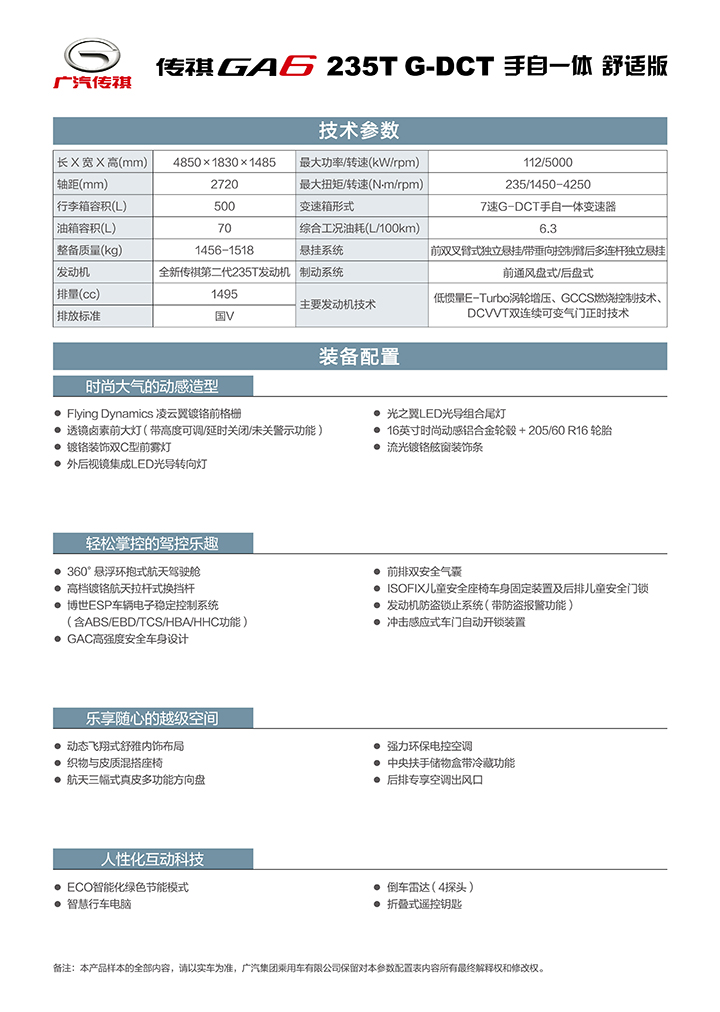 广汽传祺
传祺GA6 235T G-DCT 手自一体 舒适版
技术参数
长 X 宽 X 高(mm) 4850×1830×1485 最大功率/转速(kW/rpm) 112/5000
轴距(mm) 2720 最大扭矩/转速(N·m/rpm) 235/1450-4250
行李箱容积(L) 500 变速箱形式 7速G-DCT手自一体变速器
油箱容积(L) 70 综合工况油耗(L/100km) 6.3
整备质量(kg) 1456-1518 悬挂系统 前双叉臂式独立悬挂/带垂向控制臂后多连杆独立悬挂
发动机 全新传祺第二代235T发动机 制动系统 前通风盘式/后盘式
排量(cc) 1495 主要发动机技术 低惯量E-Turbo涡轮增压、GCCS燃烧控制技术、
排放标准 国V DCVVT双连续可变气门正时技术
装备配置
时尚大气的动感造型
● Flying Dynamics 凌云翼镀铬前格栅
● 透镜卤素前大灯（带高度可调/延时关闭/未关警示功能）
● 镀铬装饰双C型前雾灯
● 外后视镜集成LED光导转向灯
● 光之翼LED光导组合尾灯
● 16英寸时尚动感铝合金轮毂 + 205/60 R16 轮胎
● 流光镀铬舷窗装饰条
轻松掌控的驾控乐趣
● 360° 悬浮环抱式航天驾驶舱
● 高档镀铬航天拉杆式换挡杆
● 博世ESP车辆电子稳定控制系统
（含ABS/EBD/TCS/HBA/HHC功能）
● GAC高强度安全车身设计
● 前排双安全气囊
● ISOFIX儿童安全座椅车身固定装置及后排儿童安全门锁
● 发动机防盗锁止系统（带防盗报警功能）
● 冲击感应式车门自动开锁装置
乐享随心的越级空间
● 动态飞翔式舒雅内饰布局
● 织物与皮质混搭座椅
● 航天三幅式真皮多功能方向盘
● 强力环保电控空调
● 中央扶手储物盒带冷藏功能
● 后排专享空调出风口
人性化互动科技
● ECO智能化绿色节能模式
● 智慧行车电脑
● 倒车雷达（4探头）
● 折叠式遥控钥匙
备注：本产品样本的全部内容，请以实车为准，广汽集团乘用车有限公司保留对本参数配置表内容所有最终解释权和修改权。